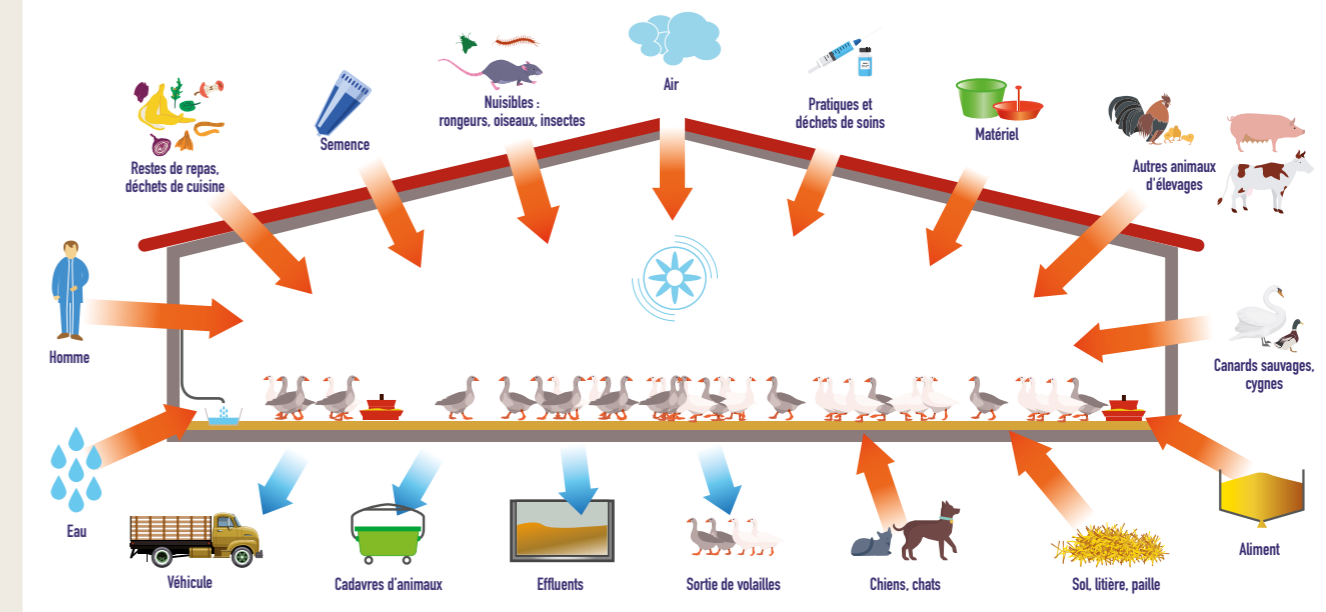 Air
Nuisibles :
rongeurs, oiseaux, insectes
Pratiques et
déchets de soins
Semence
Matériel
Restes de repas,
déchets de cuisine
Autres animaux
d'élevages
Homme
Canards sauvages,
cygnes
Eau
Aliment
Véhicule
Cadavres d'animaux
Effluents
Sortie de volailles
Chiens, chats
Sol, litière, paille